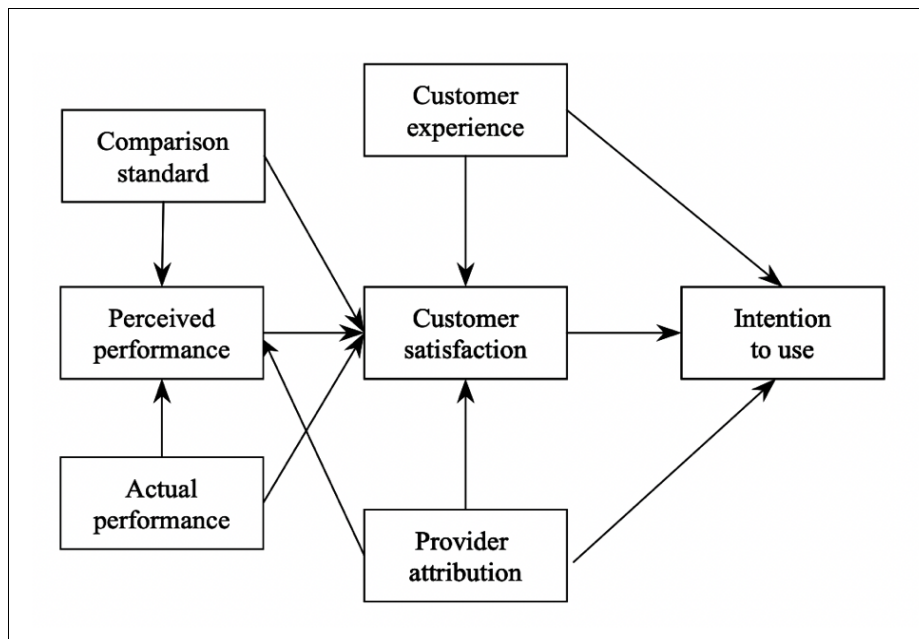 Customer
experience
Comparison
standard
Perceived
performance
Customer
satisfaction
Intention
to use
Actual
performance
Provider
attribution